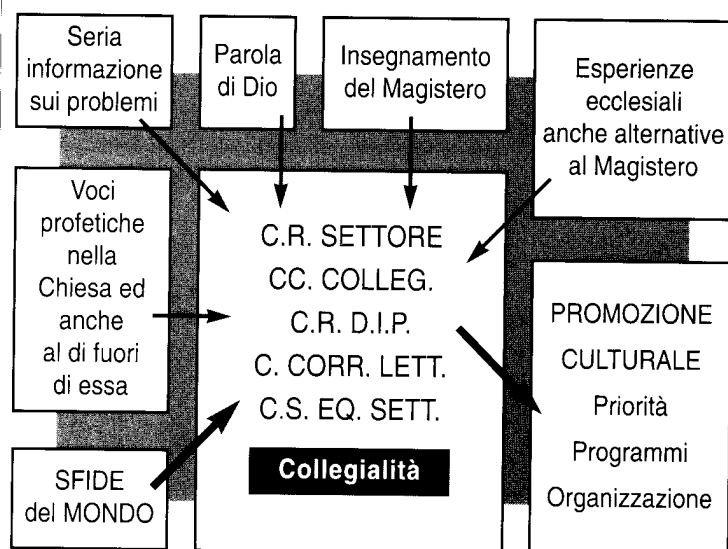 Seria
informazione
sui problemi
Parola
di Dio
Insegnamento
del Magistero
Esperienze
ecclesiali
anche alternative
al Magistero
Voci
profetiche
nella
Chiesa ed
anche
al di fuori
di essa
C.R. SETTORE
CC. COLLEG.
C.R. D.I.P.
C. CORR. LETT.
C.S. EQ. SETT.
Collegialità
PROMOZIONE
CULTURALE
Priorità
Programmi
Organizzazione
SFIDE
del MONDO